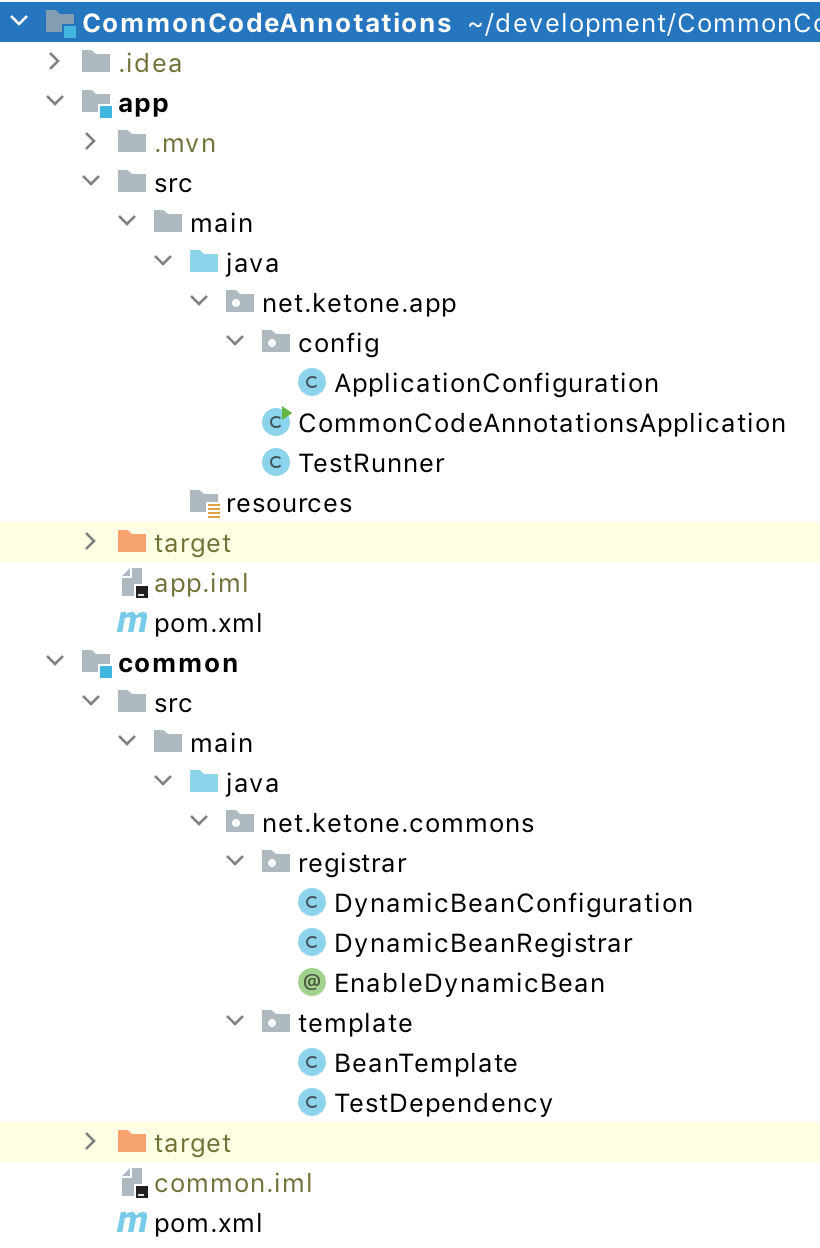 CommonCodeAnnotations ~/development/CommonCo
.idea
app
.mvn
src
main
java
net.ketone.app
config
ApplicationConfiguration
CommonCodeAnnotationsApplication
TestRunner
resources
target
app.iml
pom.xml
common
src
main
java
net.ketone.commons
registrar
DynamicBeanConfiguration
DynamicBeanRegistrar
EnableDynamicBean
template
BeanTemplate
TestDependency
target
common.iml
pom.xml